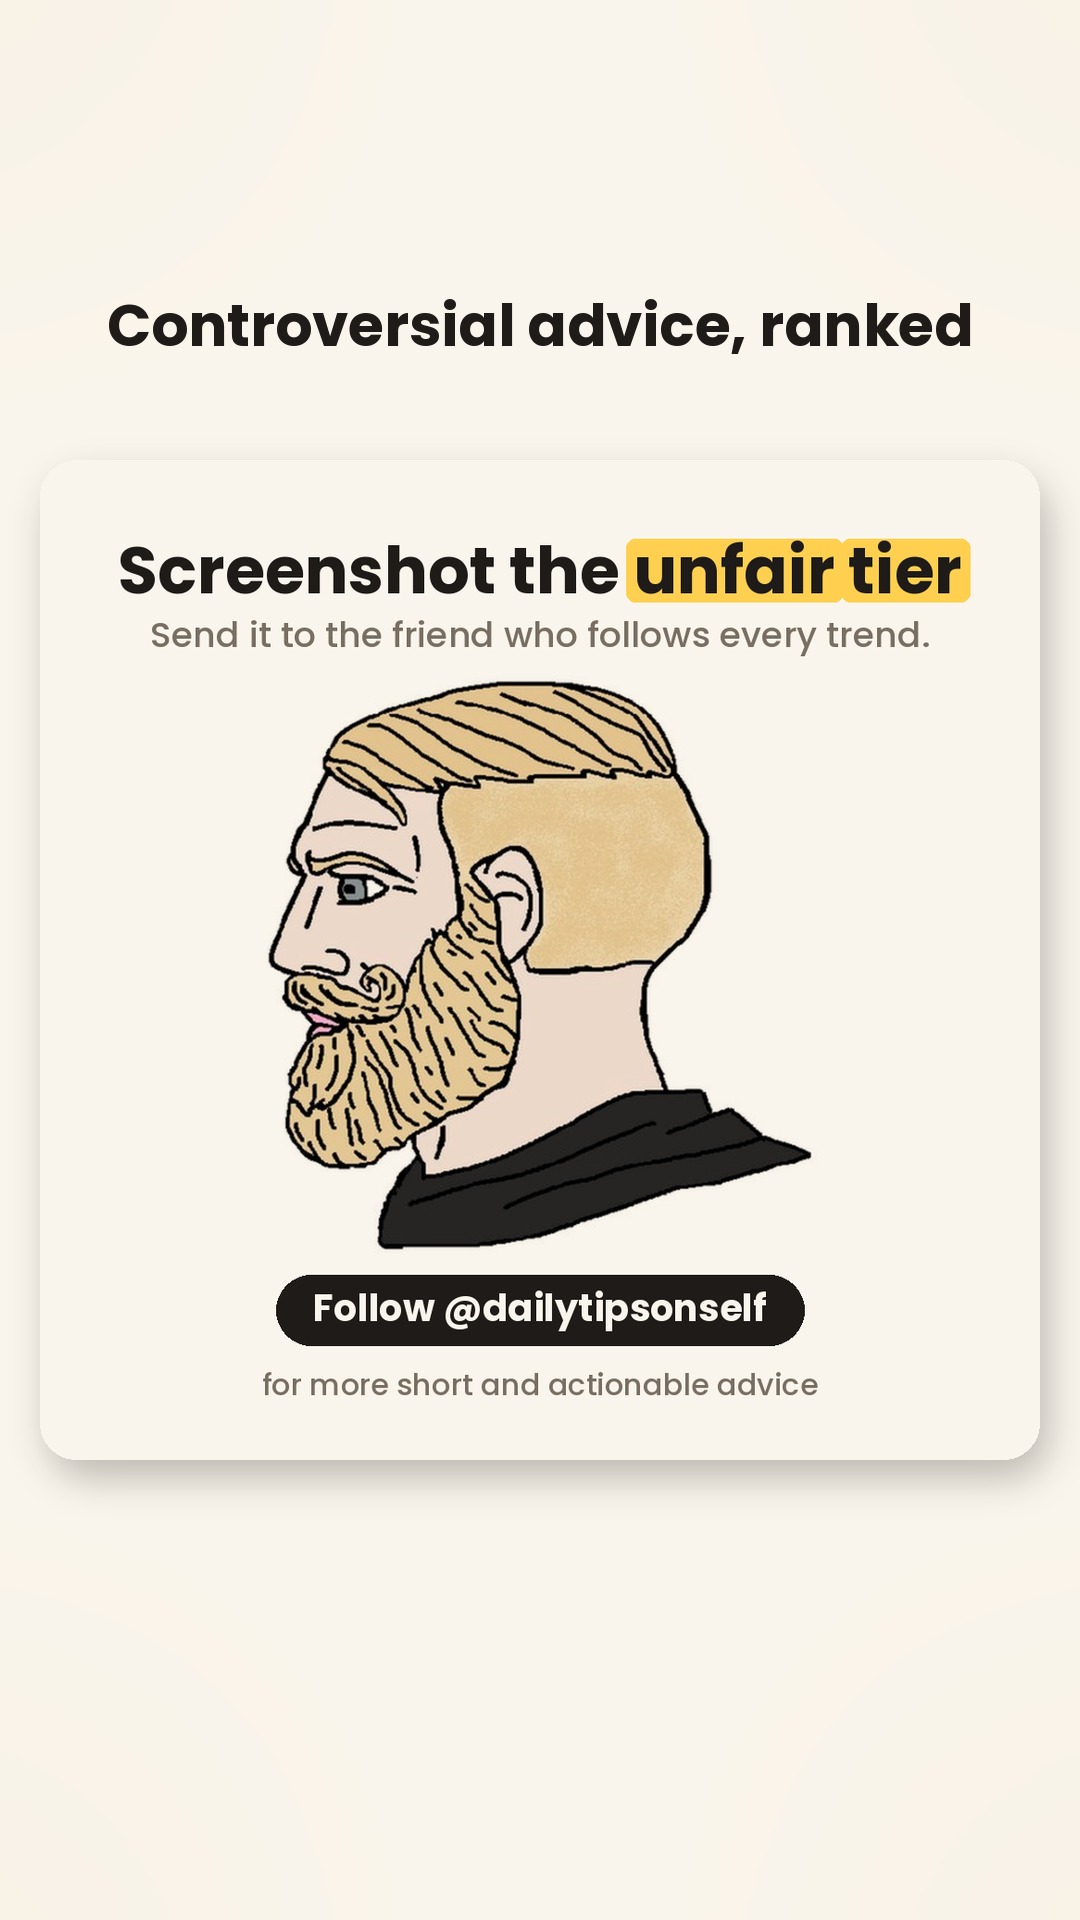 Controversial advice, ranked
Screenshot the unfair tier
Send it to the friend who follows every trend.
Follow @dailytipsonself
for more short and actionable advice